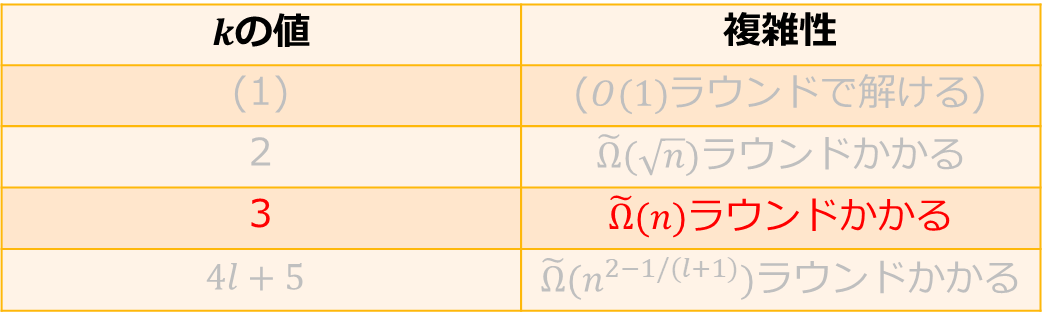 kの値 複雑性
(1) (O(1)ラウンドで解ける)
2 Ω̃(√n)ラウンドかかる
3 Ω̃(n)ラウンドかかる
4l + 5 Ω̃(n^{2−1/(l+1)})ラウンドかかる